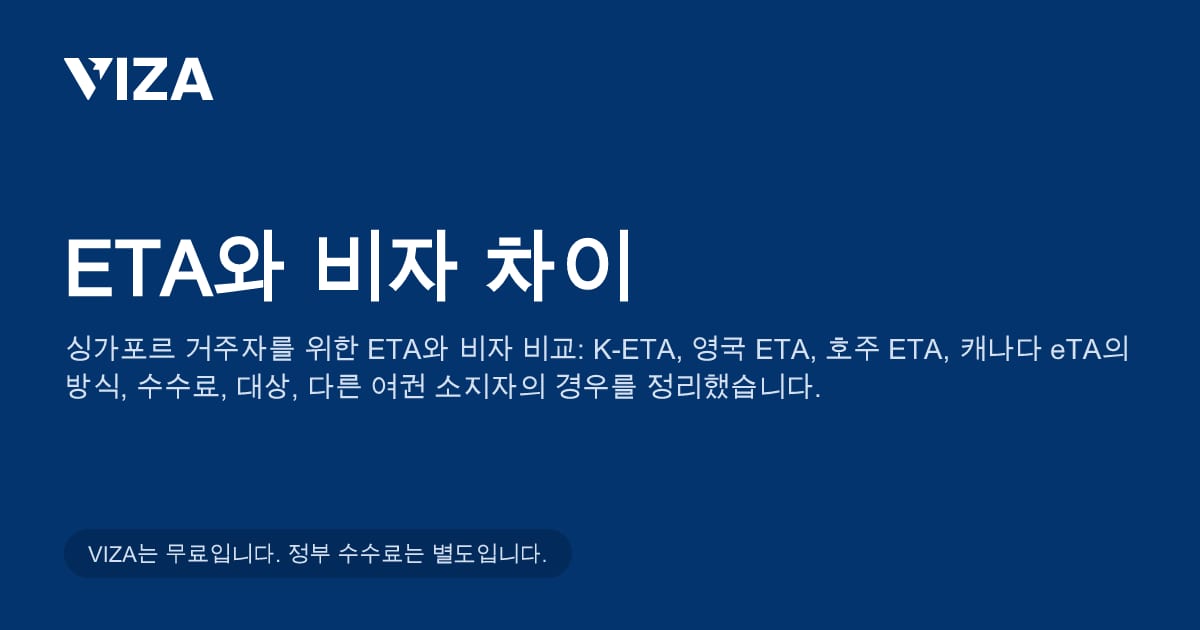 VIZA
ETA와 비자 차이
싱가포르 거주자를 위한 ETA와 비자 비교: K-ETA, 영국 ETA, 호주 ETA, 캐나다 eTA의
방식, 수수료, 대상, 다른 여권 소지자의 경우를 정리했습니다.
VIZA는 무료입니다. 정부 수수료는 별도입니다.